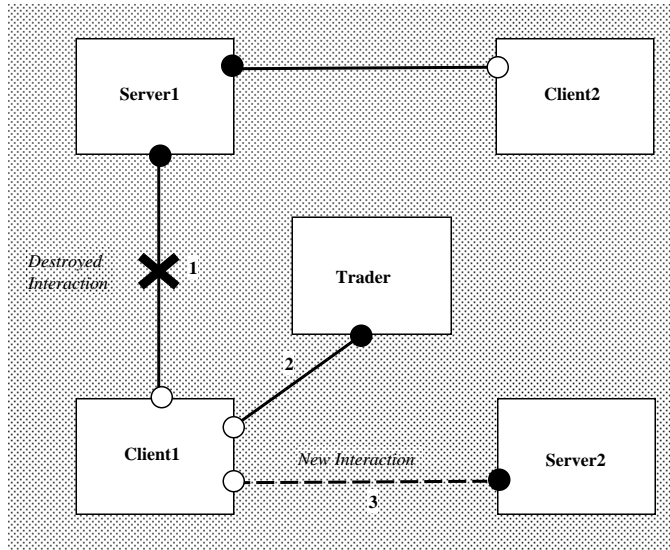 Server1
Client2
Destroyed
Interaction
1
Trader
2
Client1
New Interaction
3
Server2